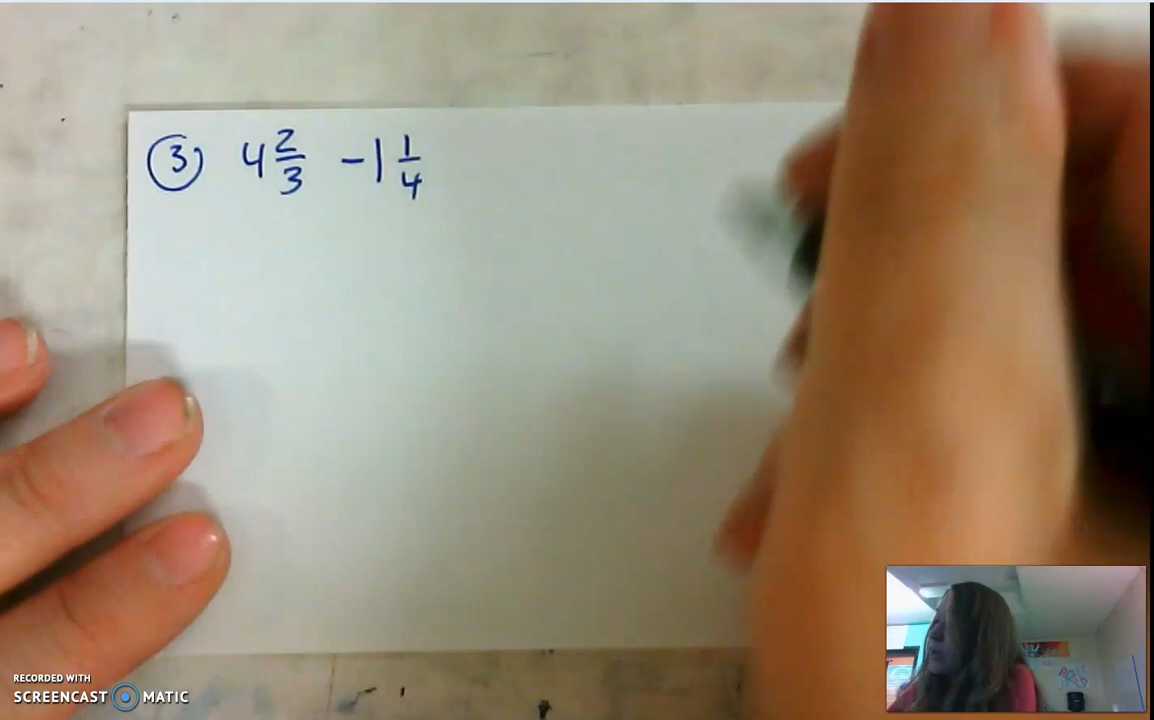 ③ 4 2/3 - 1 1/4
RECORDED WITH
SCREENCAST MATIC